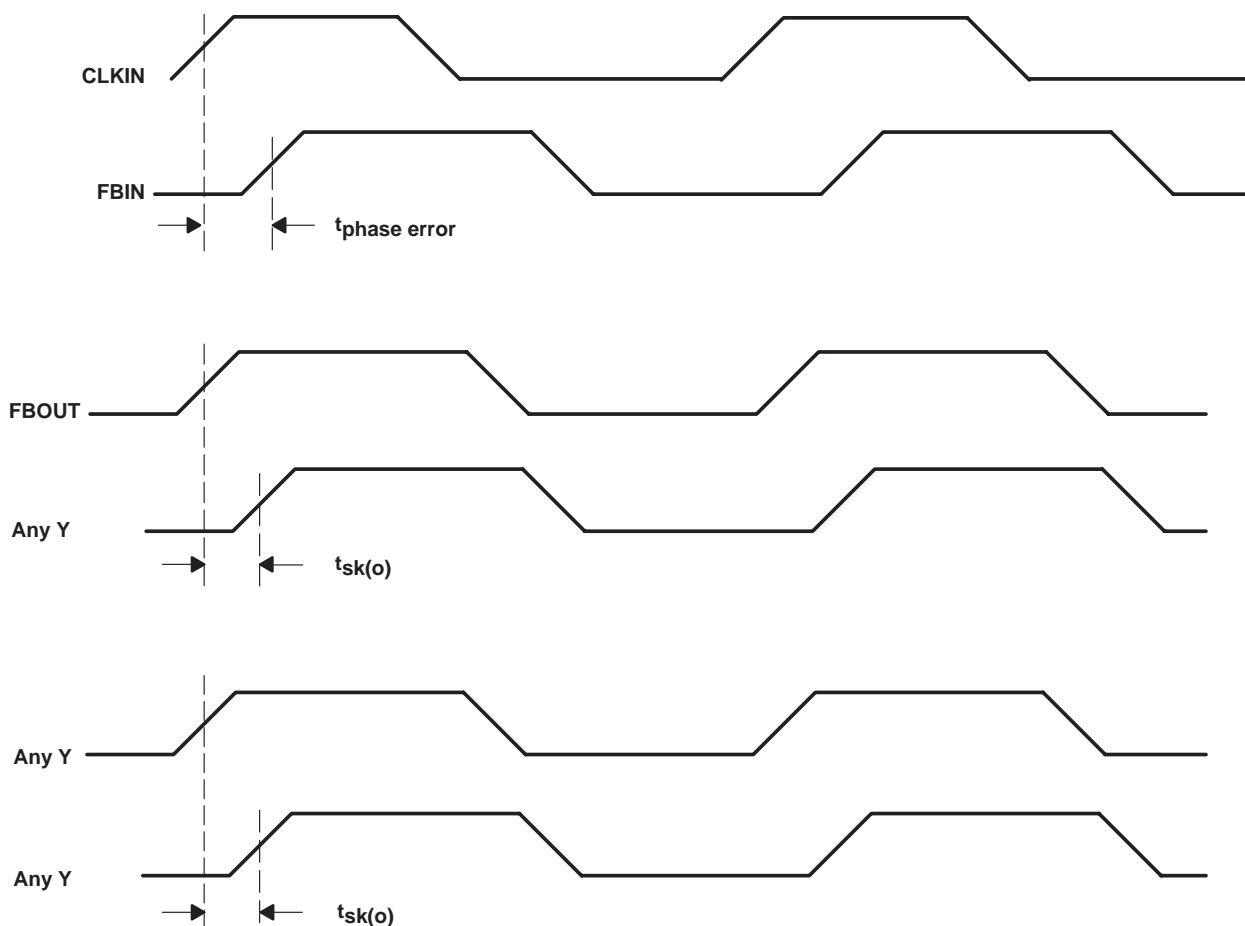 CLKIN
FBIN
tphase error
FBOUT
Any Y
tsk(o)
Any Y
Any Y
tsk(o)